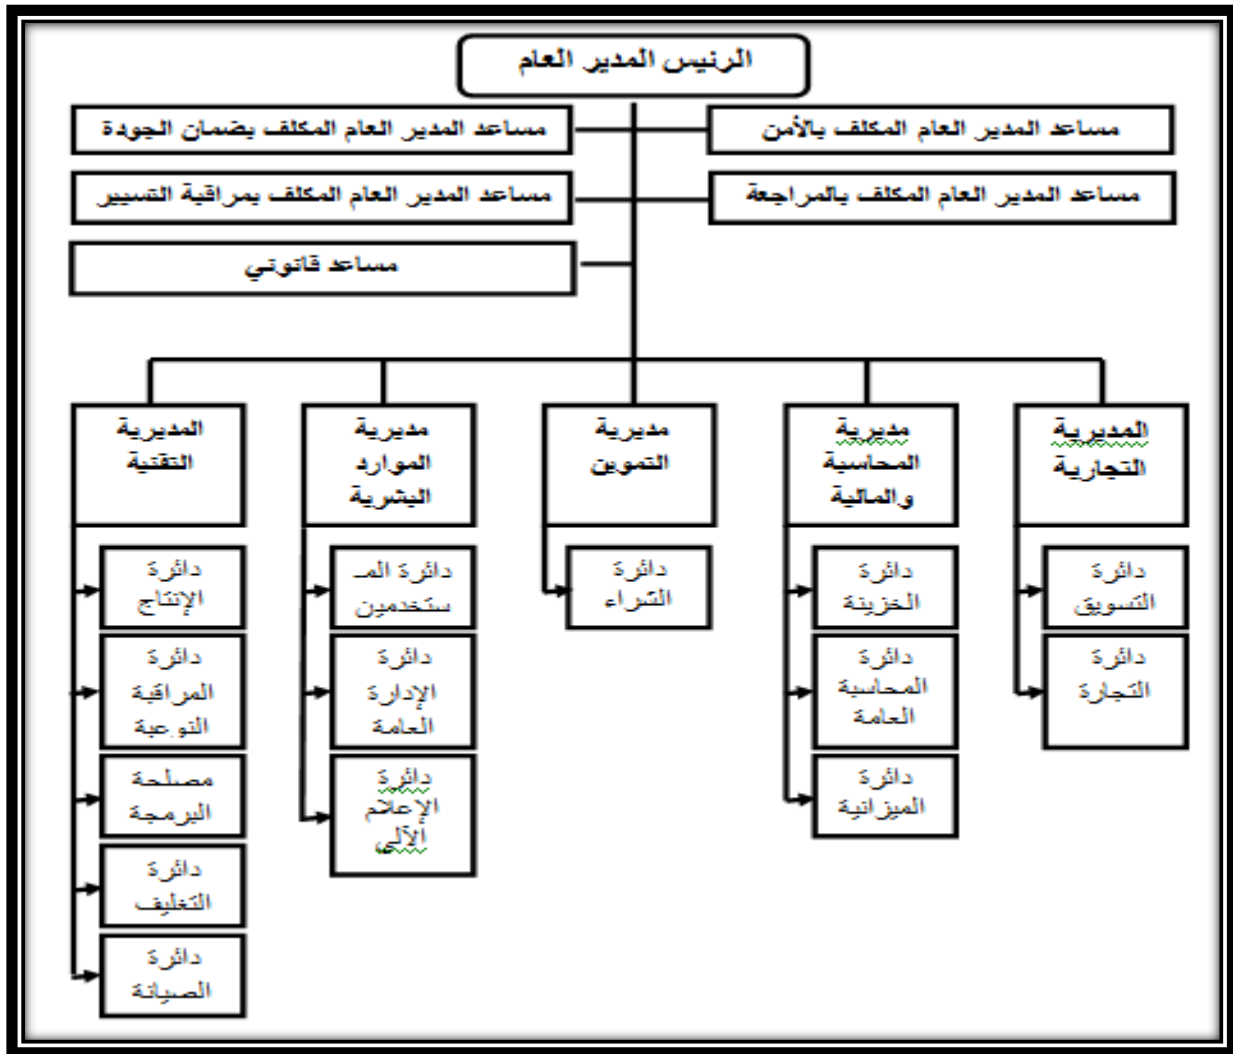 الرئيس المدير العام
مساعد المدير العام المكلف بالأمن
مساعد المدير العام المكلف بضمان الجودة
مساعد المدير العام المكلف بالمراجعة
مساعد المدير العام المكلف بمراقبة التسيير
مساعد قانوني
المديرية
التجارية
دائرة
التسويق
دائرة
التجارة
مديرية
المحاسبة
والمالية
دائرة
الخزينة
دائرة
المحاسبة
العامة
دائرة
الميزانية
مديرية
التموين
دائرة
الشراء
مديرية
الموارد
البشرية
دائرة المـ
ستخدمين
دائرة
الإدارة
العامة
دائرة
الإعلام
الآلي
المديرية
التقنية
دائرة
الإنتاج
دائرة
المراقبة
النوعية
مصلحة
البرمجة
دائرة
التغليف
دائرة
الصيانة